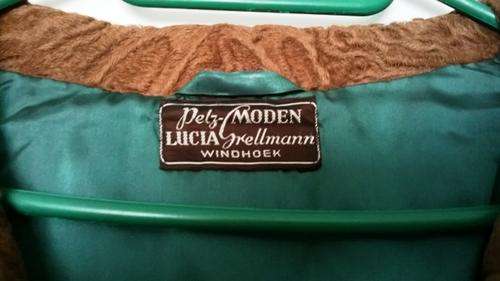 Pelz-MODEN
LUCIA Grellmann
WINDHOEK